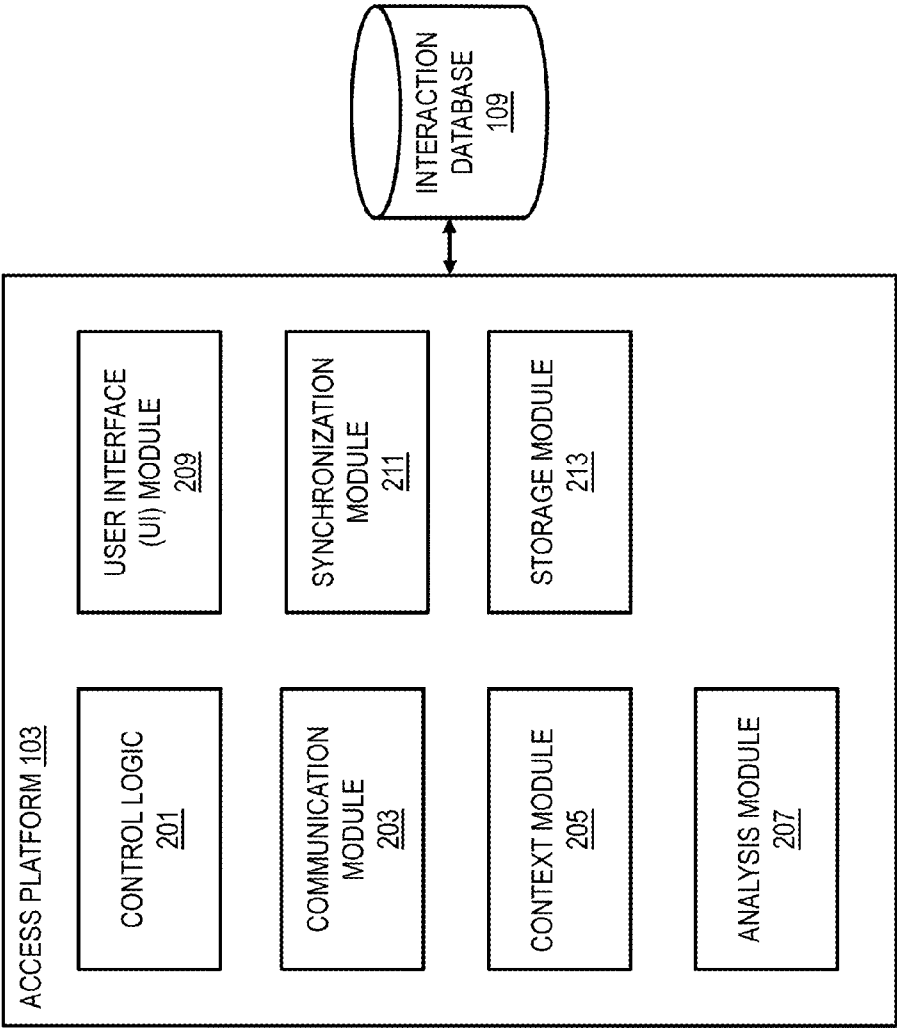 ACCESS PLATFORM 103
CONTROL LOGIC
201
COMMUNICATION
MODULE
203
CONTEXT MODULE
205
ANALYSIS MODULE
207
USER INTERFACE
(UI) MODULE
209
SYNCHRONIZATION
MODULE
211
STORAGE MODULE
213
INTERACTION
DATABASE
109